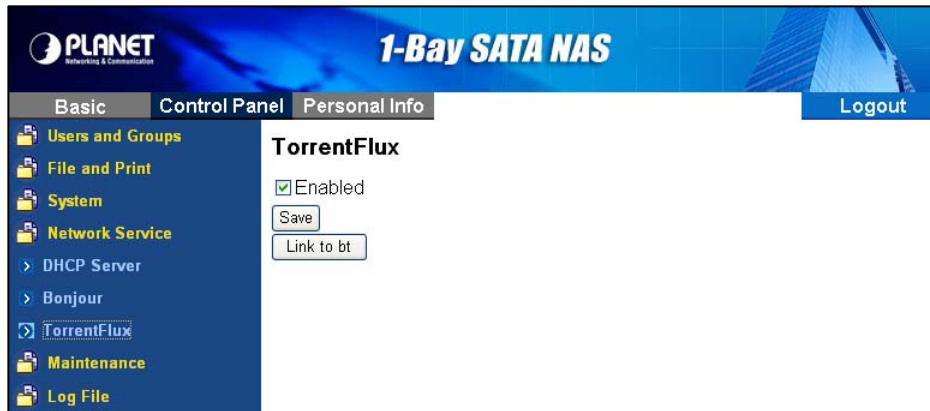 PLANET
Networking & Communication
1-Bay SATA NAS
Basic Control Panel Personal Info Logout
Users and Groups
File and Print
System
Network Service
DHCP Server
Bonjour
TorrentFlux
Maintenance
Log File
TorrentFlux
Enabled
Save
Link to bt